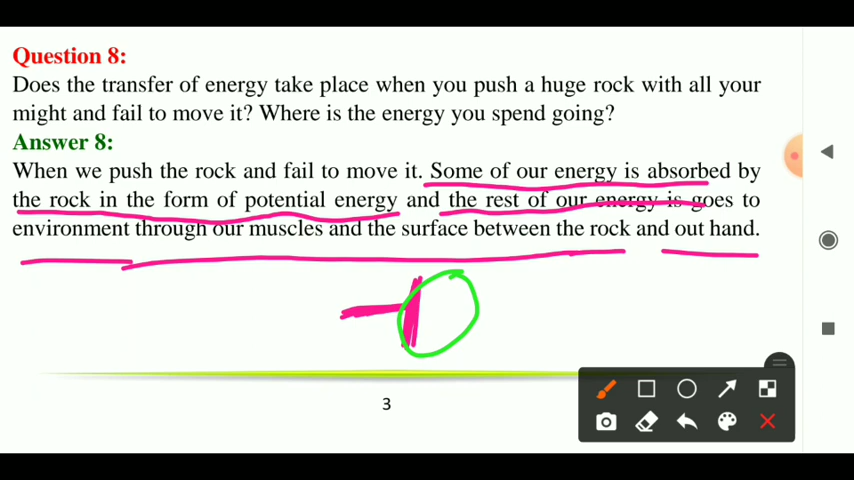 Question 8:
Does the transfer of energy take place when you push a huge rock with all your
might and fail to move it? Where is the energy you spend going?
Answer 8:
When we push the rock and fail to move it. Some of our energy is absorbed by
the rock in the form of potential energy and the rest of our energy is goes to
environment through our muscles and the surface between the rock and out hand.
3